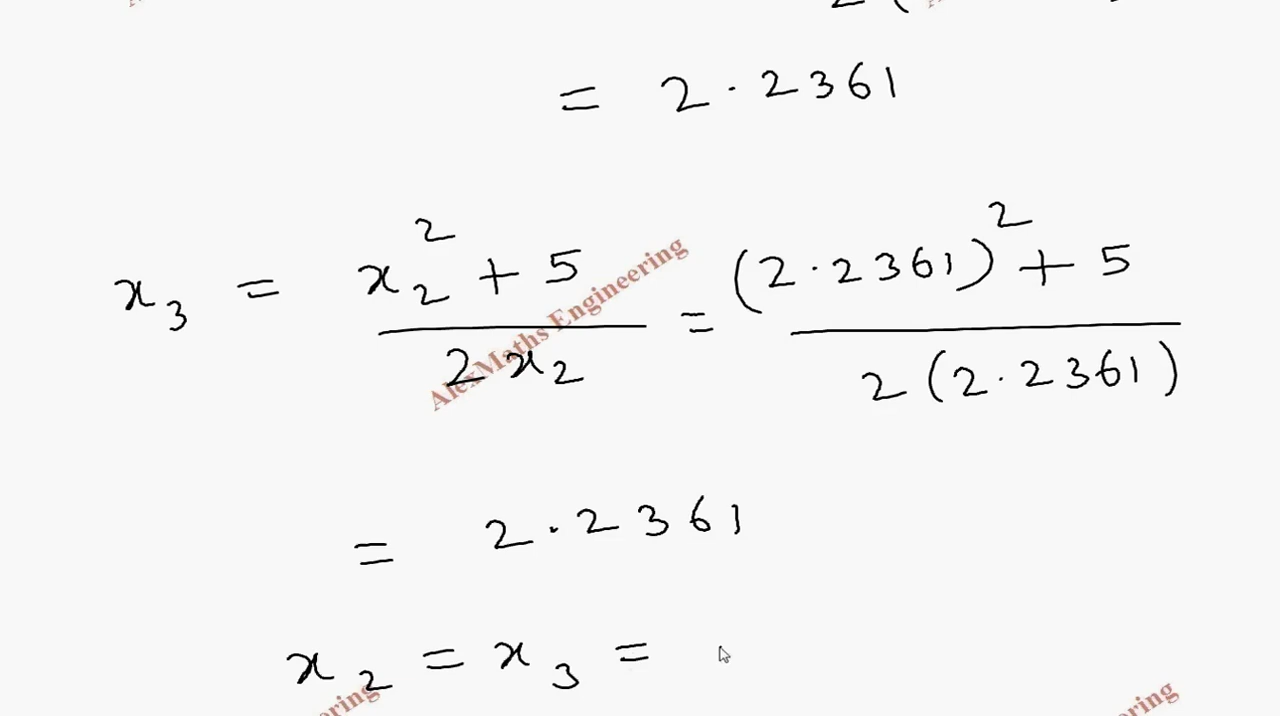 = 2.2361
x₃ = x₂² + 5 / 2x₂ = (2.2361)² + 5 / 2(2.2361)
AlexMaths Engineering
= 2.2361
x₂ = x₃ =